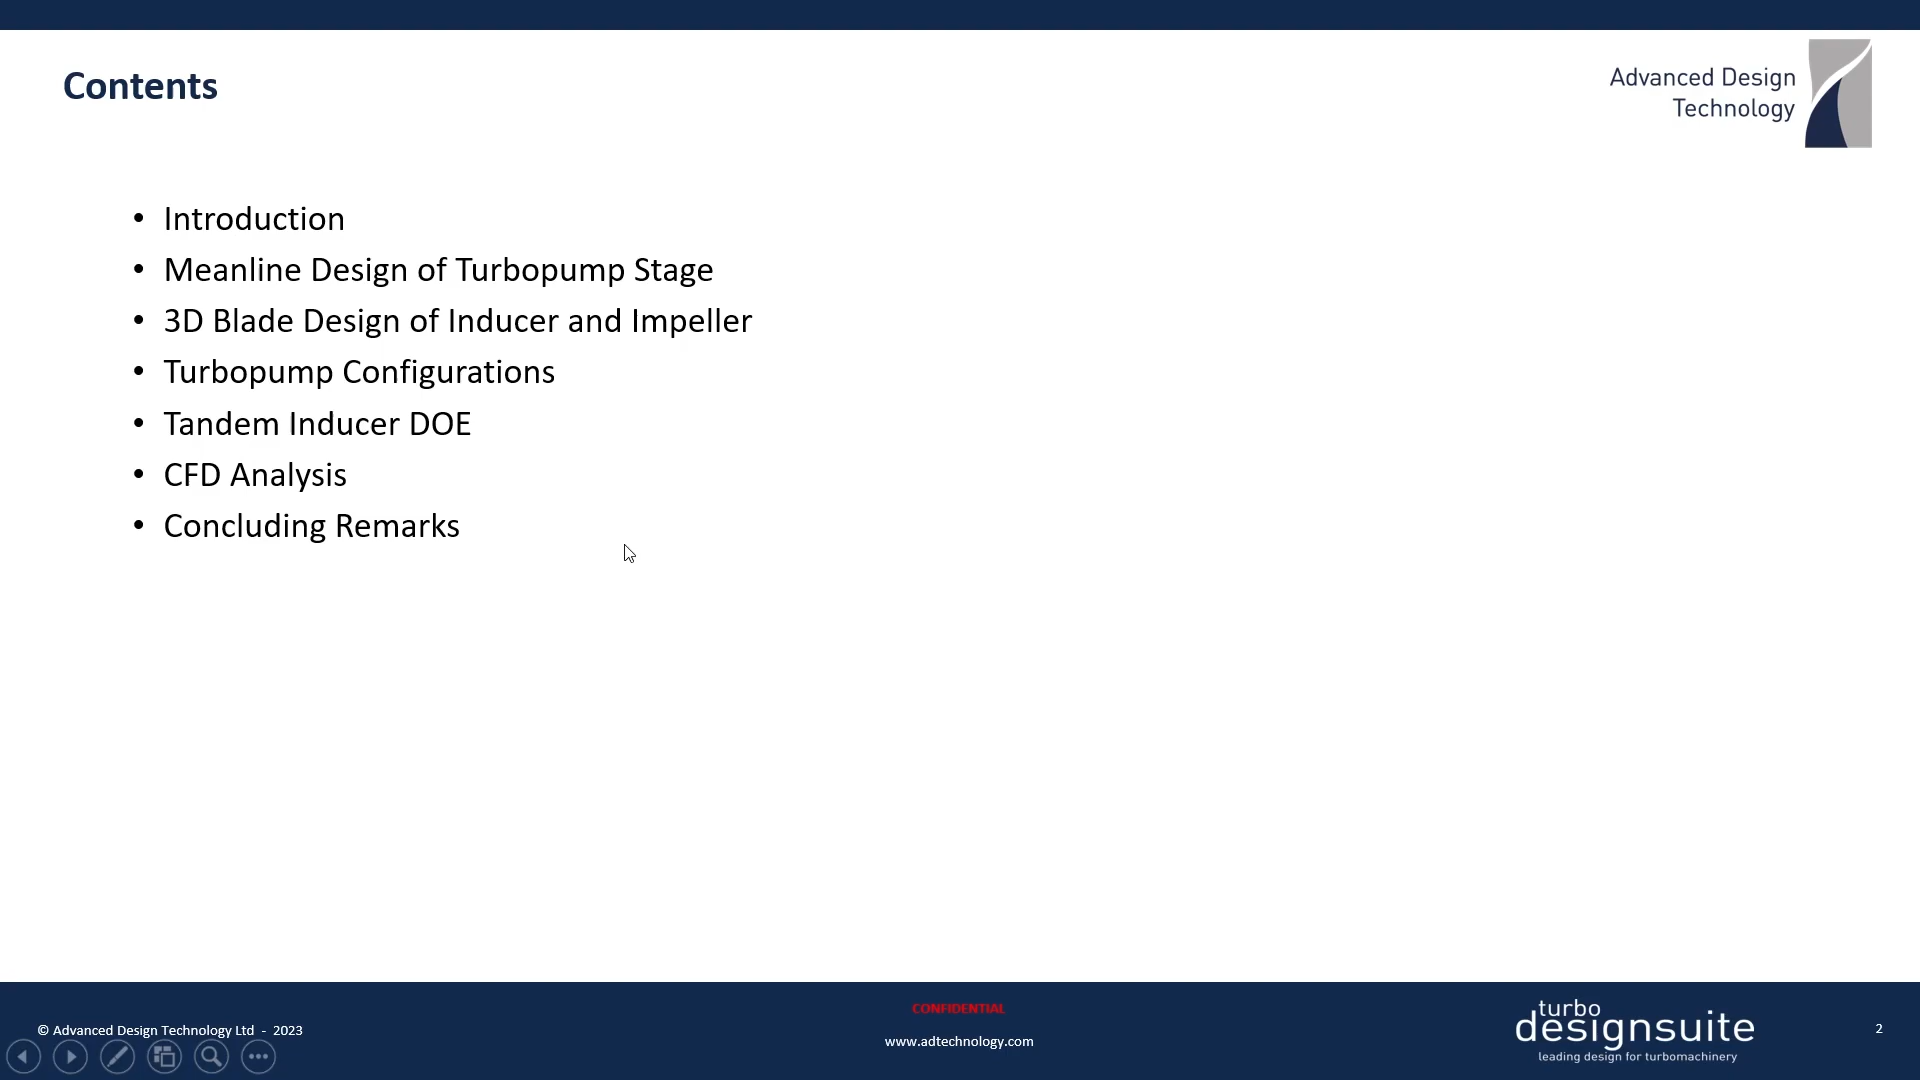 Contents
Advanced Design
Technology
• Introduction
• Meanline Design of Turbopump Stage
• 3D Blade Design of Inducer and Impeller
• Turbopump Configurations
• Tandem Inducer DOE
• CFD Analysis
• Concluding Remarks
CONFIDENTIAL
© Advanced Design Technology Ltd - 2023
www.adtechnology.com
turbo
designsuite
leading design for turbomachinery
2